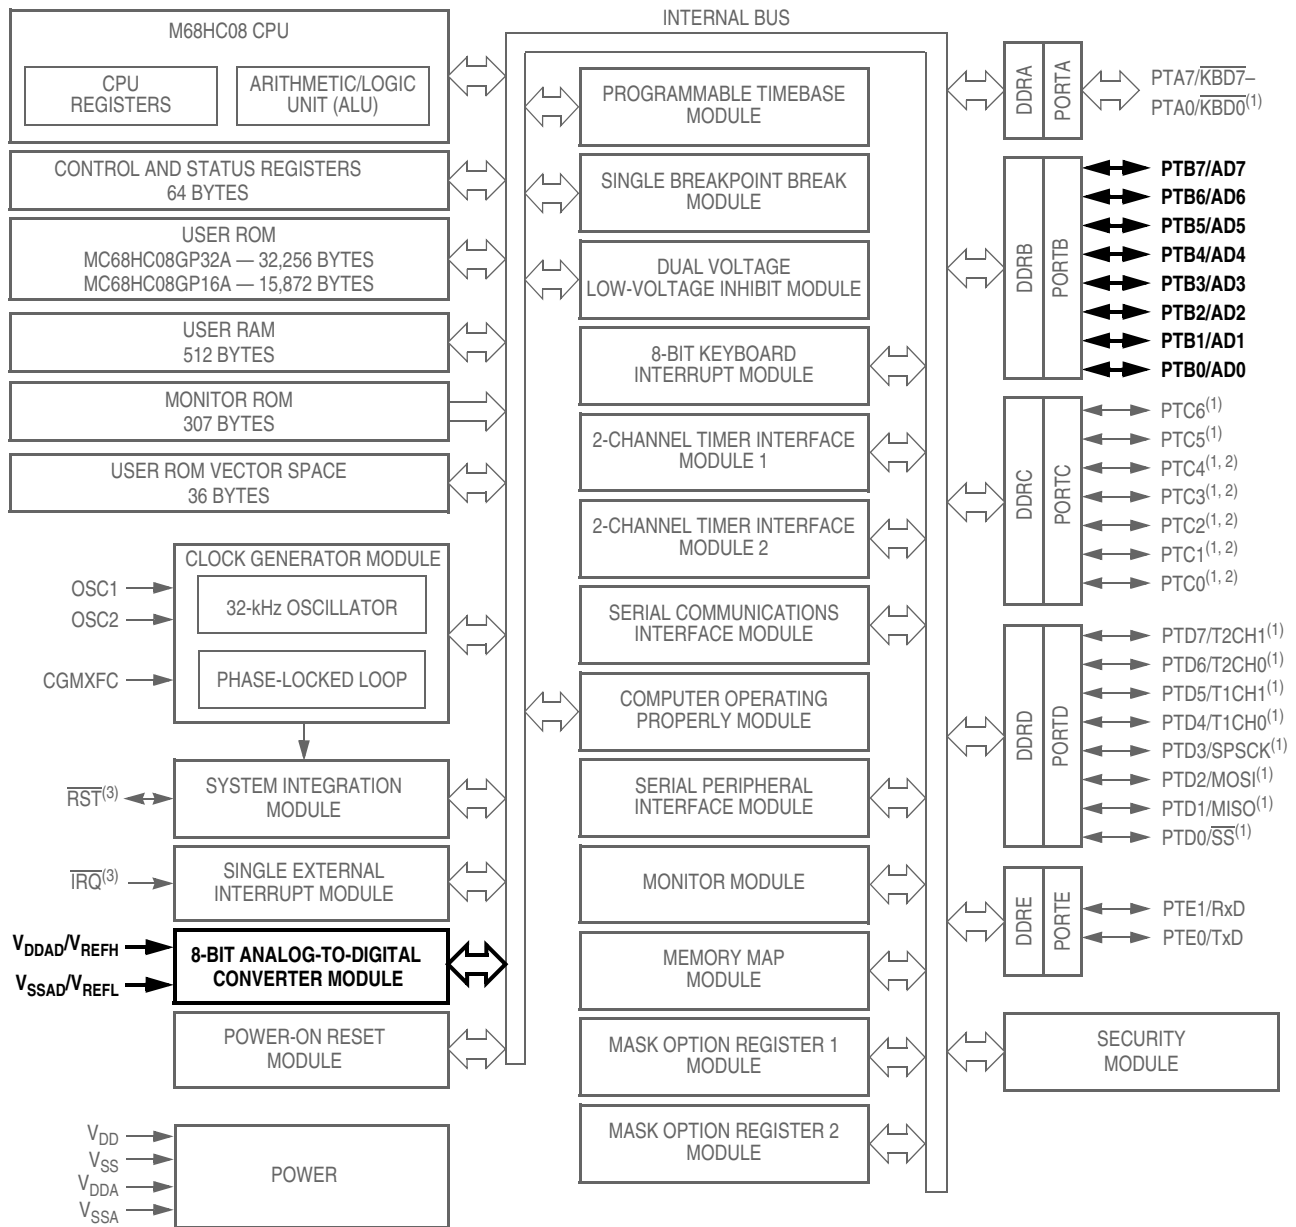 INTERNAL BUS
M68HC08 CPU
CPU
REGISTERS
ARITHMETIC/LOGIC
UNIT (ALU)
CONTROL AND STATUS REGISTERS
64 BYTES
USER ROM
MC68HC08GP32A — 32,256 BYTES
MC68HC08GP16A — 15,872 BYTES
USER RAM
512 BYTES
MONITOR ROM
307 BYTES
USER ROM VECTOR SPACE
36 BYTES
CLOCK GENERATOR MODULE
32-kHz OSCILLATOR
PHASE-LOCKED LOOP
OSC1
OSC2
CGMXFC
SYSTEM INTEGRATION
MODULE
R̅S̅T̅(3)
SINGLE EXTERNAL
INTERRUPT MODULE
I̅R̅Q̅(3)
8-BIT ANALOG-TO-DIGITAL
CONVERTER MODULE
VDDAD/VREFH
VSSAD/VREFL
POWER-ON RESET
MODULE
POWER
VDD
VSS
VDDA
VSSA
PROGRAMMABLE TIMEBASE
MODULE
SINGLE BREAKPOINT BREAK
MODULE
DUAL VOLTAGE
LOW-VOLTAGE INHIBIT MODULE
8-BIT KEYBOARD
INTERRUPT MODULE
2-CHANNEL TIMER INTERFACE
MODULE 1
2-CHANNEL TIMER INTERFACE
MODULE 2
SERIAL COMMUNICATIONS
INTERFACE MODULE
COMPUTER OPERATING
PROPERLY MODULE
SERIAL PERIPHERAL
INTERFACE MODULE
MONITOR MODULE
MEMORY MAP
MODULE
MASK OPTION REGISTER 1
MODULE
MASK OPTION REGISTER 2
MODULE
DDRA
PORTA
PTA7/K̅B̅D̅7̅–
PTA0/K̅B̅D̅0̅(1)
DDRB
PORTB
PTB7/AD7
PTB6/AD6
PTB5/AD5
PTB4/AD4
PTB3/AD3
PTB2/AD2
PTB1/AD1
PTB0/AD0
DDRC
PORTC
PTC6(1)
PTC5(1)
PTC4(1, 2)
PTC3(1, 2)
PTC2(1, 2)
PTC1(1, 2)
PTC0(1, 2)
DDRD
PORTD
PTD7/T2CH1(1)
PTD6/T2CH0(1)
PTD5/T1CH1(1)
PTD4/T1CH0(1)
PTD3/SPSCK(1)
PTD2/MOSI(1)
PTD1/MISO(1)
PTD0/S̅S̅(1)
DDRE
PORTE
PTE1/RxD
PTE0/TxD
SECURITY
MODULE